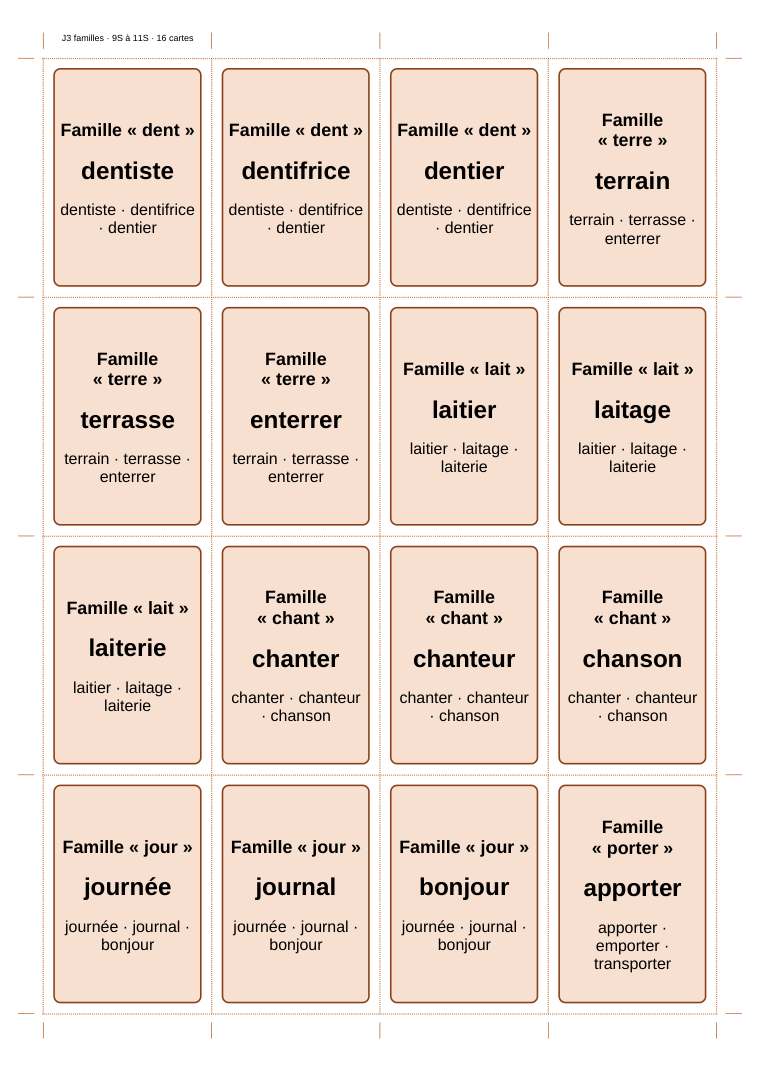 J3 familles · 9S à 11S · 16 cartes
Famille « dent »
dentiste
dentiste · dentifrice
· dentier
Famille « dent »
dentifrice
dentiste · dentifrice
· dentier
Famille « dent »
dentier
dentiste · dentifrice
· dentier
Famille
« terre »
terrain
terrain · terrasse ·
enterrer
Famille
« terre »
terrasse
terrain · terrasse ·
enterrer
Famille
« terre »
enterrer
terrain · terrasse ·
enterrer
Famille « lait »
laitier
laitier · laitage ·
laiterie
Famille « lait »
laitage
laitier · laitage ·
laiterie
Famille « lait »
laiterie
laitier · laitage ·
laiterie
Famille
« chant »
chanter
chanter · chanteur
· chanson
Famille
« chant »
chanteur
chanter · chanteur
· chanson
Famille
« chant »
chanson
chanter · chanteur
· chanson
Famille « jour »
journée
journée · journal ·
bonjour
Famille « jour »
journal
journée · journal ·
bonjour
Famille « jour »
bonjour
journée · journal ·
bonjour
Famille
« porter »
apporter
apporter ·
emporter ·
transporter